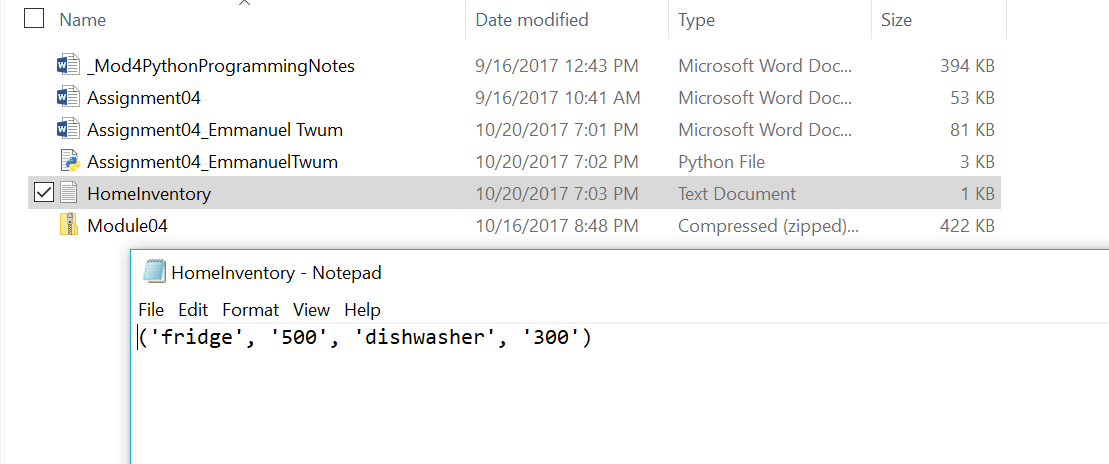 Name Date modified Type Size
_Mod4PythonProgrammingNotes 9/16/2017 12:43 PM Microsoft Word Doc... 394 KB
Assignment04 9/16/2017 10:41 AM Microsoft Word Doc... 53 KB
Assignment04_Emmanuel Twum 10/20/2017 7:01 PM Microsoft Word Doc... 81 KB
Assignment04_EmmanuelTwum 10/20/2017 7:02 PM Python File 3 KB
HomeInventory 10/20/2017 7:03 PM Text Document 1 KB
Module04 10/16/2017 8:48 PM Compressed (zipped)... 422 KB
HomeInventory - Notepad
File Edit Format View Help
('fridge', '500', 'dishwasher', '300')